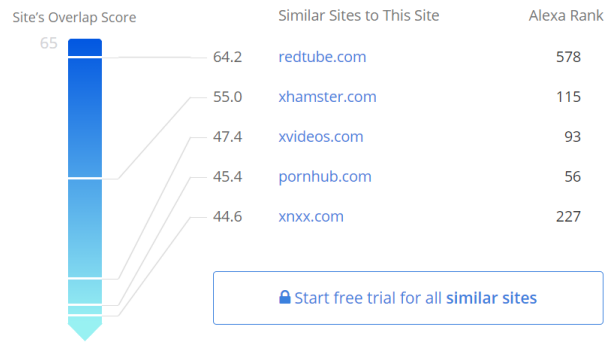 Site's Overlap Score Similar Sites to This Site Alexa Rank
65
64.2 redtube.com 578
55.0 xhamster.com 115
47.4 xvideos.com 93
45.4 pornhub.com 56
44.6 xnxx.com 227
Start free trial for all similar sites